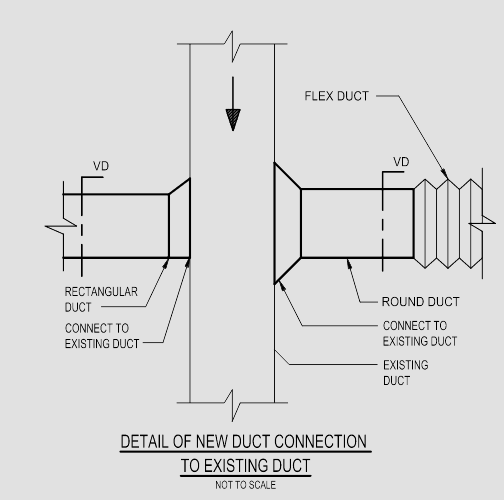 FLEX DUCT
VD
VD
RECTANGULAR
DUCT
CONNECT TO
EXISTING DUCT
ROUND DUCT
CONNECT TO
EXISTING DUCT
EXISTING
DUCT
DETAIL OF NEW DUCT CONNECTION
TO EXISTING DUCT
NOT TO SCALE